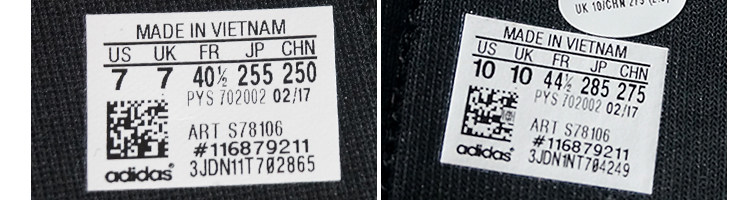 MADE IN VIETNAM
US UK FR JP CHN
7 7 40½ 255 250
PYS 702002 02/17
ART S78106
#116879211
adidas 3JDN11T702865
UK 10/CHN 275
MADE IN VIETNAM
US UK FR JP CHN
10 10 44½ 285 275
PYS 702002 02/17
ART S78106
#116879211
adidas 3JDN1NT704249